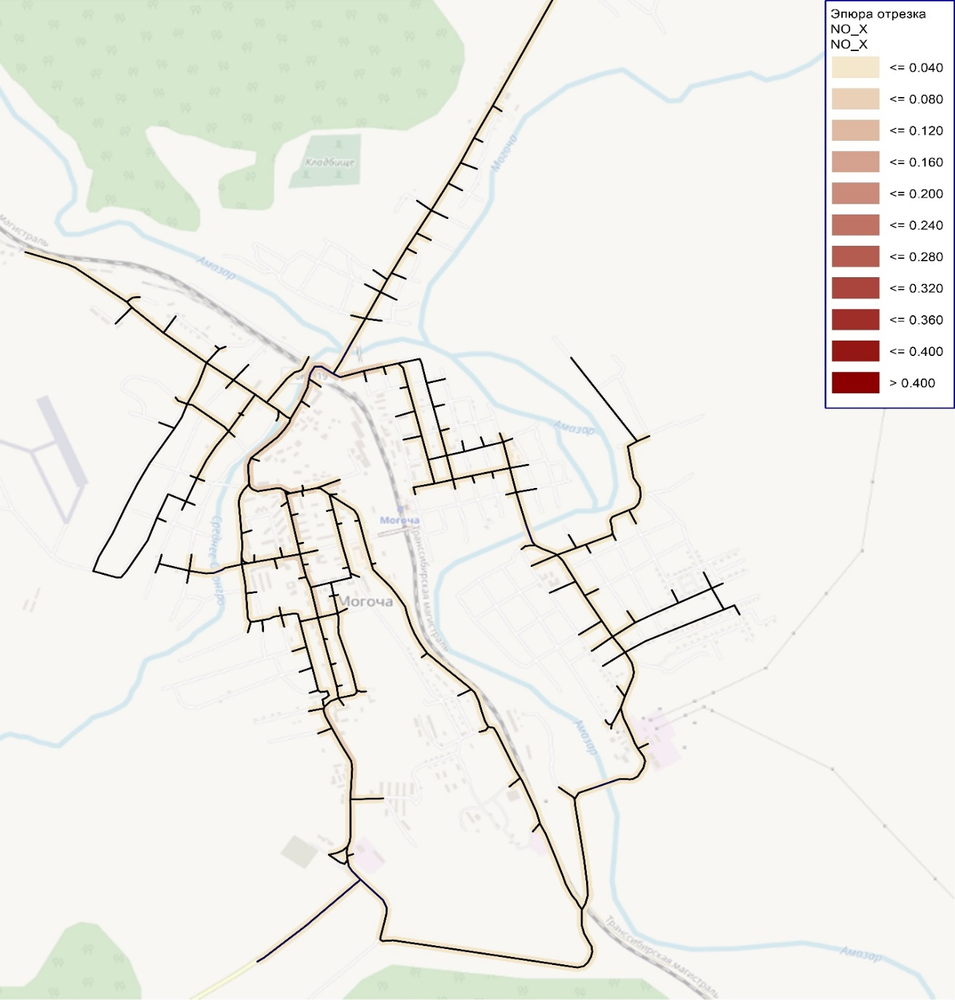 Эпюра отрезка
NO_X
NO_X
<= 0.040
<= 0.080
<= 0.120
<= 0.160
<= 0.200
<= 0.240
<= 0.280
<= 0.320
<= 0.360
<= 0.400
> 0.400
Кладбище
Могоча
магистраль
Амазар
Амазар
Могоча
Транссибирская магистраль
Могоча
Амазар
Транссибирская магистраль
Амазар